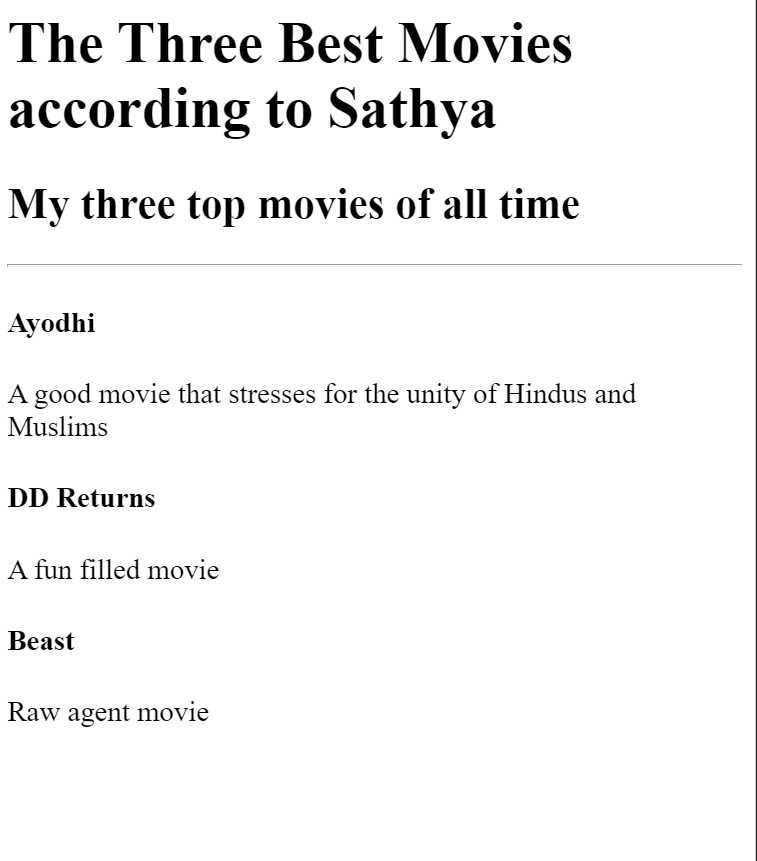 The Three Best Movies
according to Sathya
My three top movies of all time
Ayodhi
A good movie that stresses for the unity of Hindus and
Muslims
DD Returns
A fun filled movie
Beast
Raw agent movie